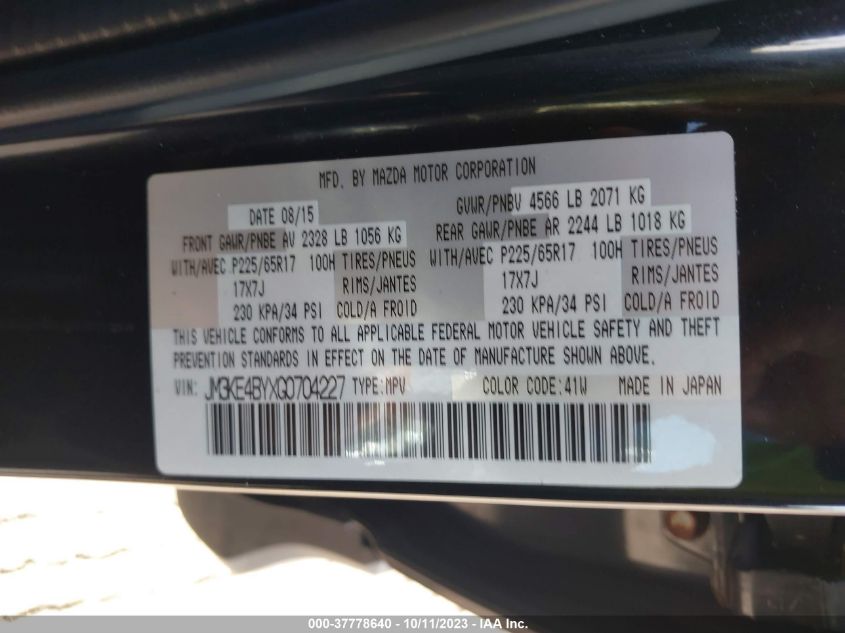 MFD. BY MAZDA MOTOR CORPORATION
DATE 08/15 GVWR/PNBV 4566 LB 2071 KG
FRONT GAWR/PNBE AV 2328 LB 1056 KG REAR GAWR/PNBE AR 2244 LB 1018 KG
WITH/AVEC P225/65R17 100H TIRES/PNEUS WITH/AVEC P225/65R17 100H TIRES/PNEUS
17X7J RIMS/JANTES 17X7J RIMS/JANTES
230 KPA/34 PSI COLD/A FROID 230 KPA/34 PSI COLD/A FROID
THIS VEHICLE CONFORMS TO ALL APPLICABLE FEDERAL MOTOR VEHICLE SAFETY AND THEFT
PREVENTION STANDARDS IN EFFECT ON THE DATE OF MANUFACTURE SHOWN ABOVE.
VIN: JM3KE4BYXG0704227 TYPE:MPV COLOR CODE:41W MADE IN JAPAN
000-37778640 - 10/11/2023 - IAA Inc.